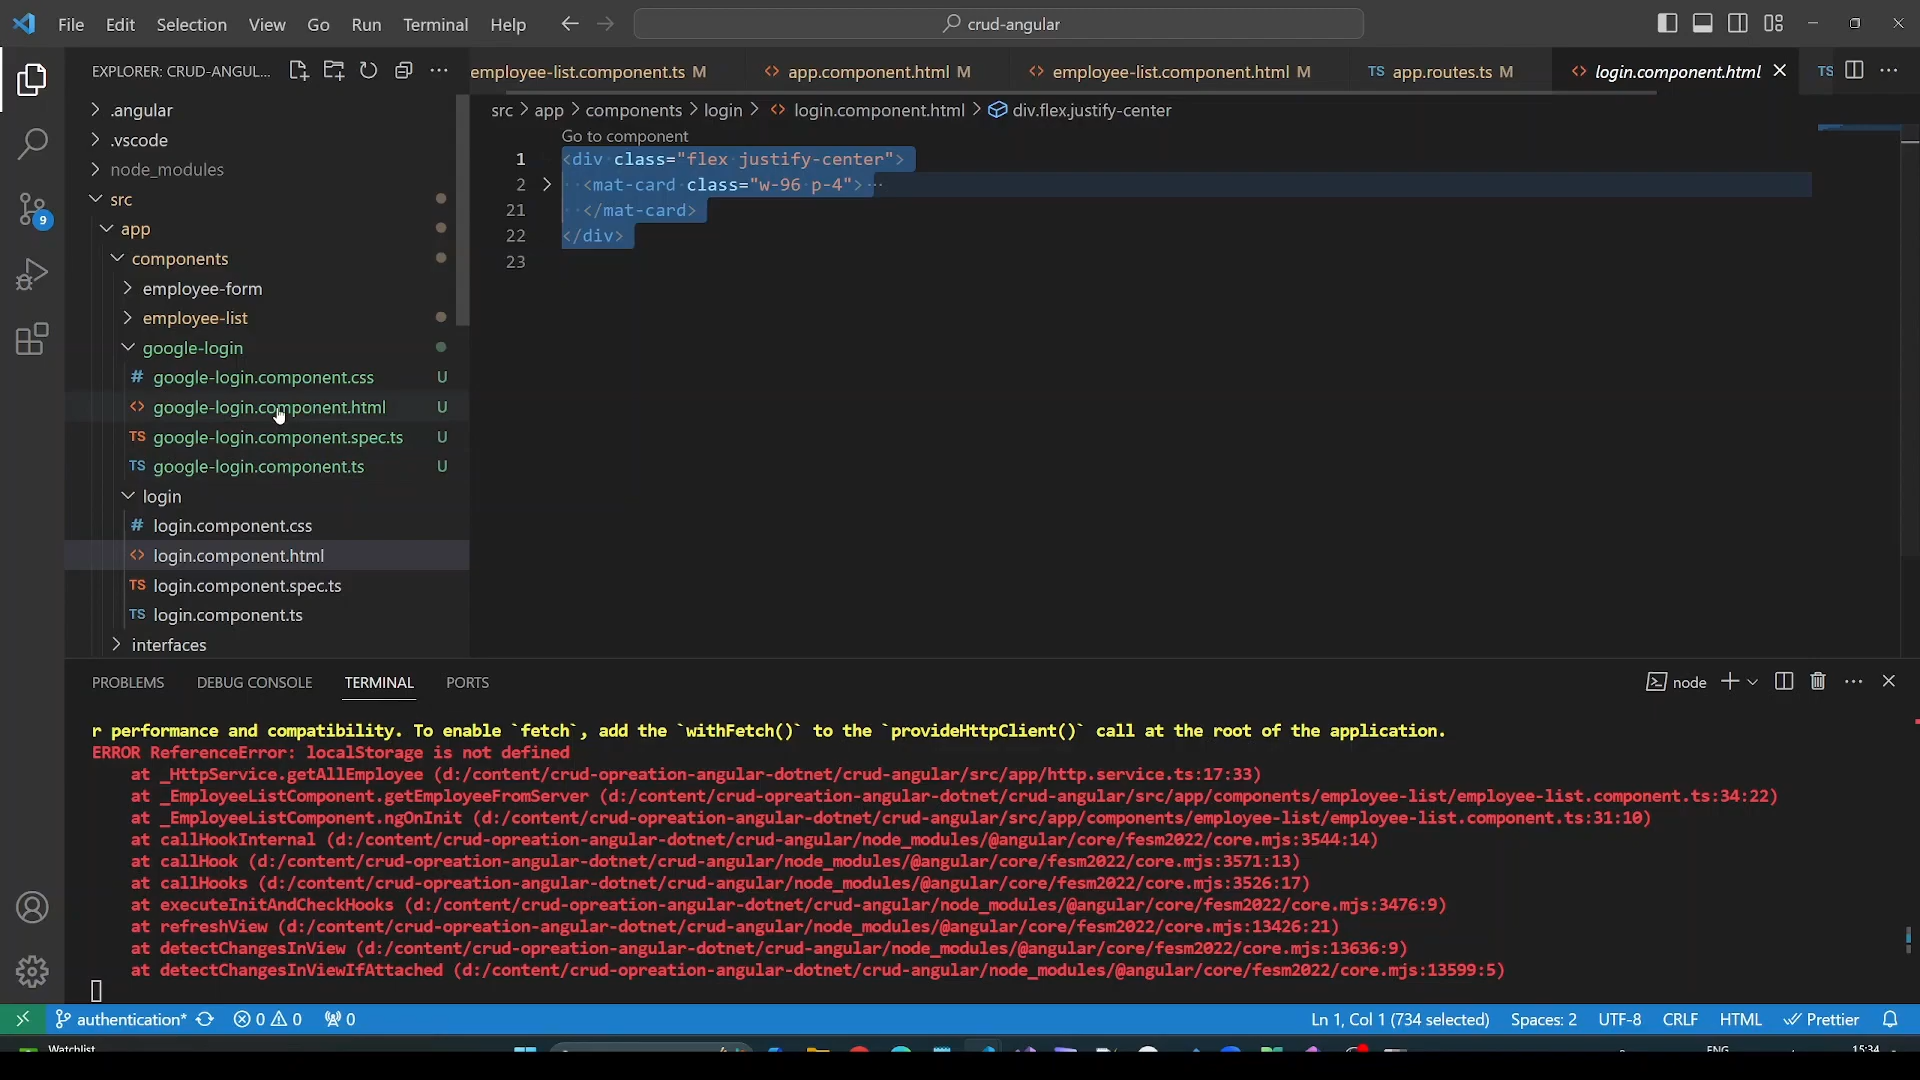 File Edit Selection View Go Run Terminal Help
crud-angular
EXPLORER: CRUD-ANGUL...
.angular
.vscode
node_modules
src
app
components
employee-form
employee-list
google-login
# google-login.component.css U
<> google-login.component.html U
TS google-login.component.spec.ts U
TS google-login.component.ts U
login
# login.component.css
<> login.component.html
TS login.component.spec.ts
TS login.component.ts
interfaces
9
employee-list.component.ts M <> app.component.html M <> employee-list.component.html M TS app.routes.ts M <> login.component.html TS
src > app > components > login > <> login.component.html > div.flex.justify-center
Go to component
1 <div class="flex justify-center">
2 <mat-card class="w-96 p-4"> ...
21 </mat-card>
22 </div>
23
PROBLEMS DEBUG CONSOLE TERMINAL PORTS
node
r performance and compatibility. To enable `fetch`, add the `withFetch()` to the `provideHttpClient()` call at the root of the application.
ERROR ReferenceError: localStorage is not defined
at _HttpService.getAllEmployee (d:/content/crud-opreation-angular-dotnet/crud-angular/src/app/http.service.ts:17:33)
at _EmployeeListComponent.getEmployeeFromServer (d:/content/crud-opreation-angular-dotnet/crud-angular/src/app/components/employee-list/employee-list.component.ts:34:22)
at _EmployeeListComponent.ngOnInit (d:/content/crud-opreation-angular-dotnet/crud-angular/src/app/components/employee-list/employee-list.component.ts:31:10)
at callHookInternal (d:/content/crud-opreation-angular-dotnet/crud-angular/node_modules/@angular/core/fesm2022/core.mjs:3544:14)
at callHook (d:/content/crud-opreation-angular-dotnet/crud-angular/node_modules/@angular/core/fesm2022/core.mjs:3571:13)
at callHooks (d:/content/crud-opreation-angular-dotnet/crud-angular/node_modules/@angular/core/fesm2022/core.mjs:3526:17)
at executeInitAndCheckHooks (d:/content/crud-opreation-angular-dotnet/crud-angular/node_modules/@angular/core/fesm2022/core.mjs:3476:9)
at refreshView (d:/content/crud-opreation-angular-dotnet/crud-angular/node_modules/@angular/core/fesm2022/core.mjs:13426:21)
at detectChangesInView (d:/content/crud-opreation-angular-dotnet/crud-angular/node_modules/@angular/core/fesm2022/core.mjs:13636:9)
at detectChangesInViewIfAttached (d:/content/crud-opreation-angular-dotnet/crud-angular/node_modules/@angular/core/fesm2022/core.mjs:13599:5)
authentication* 0 0 0 Ln 1, Col 1 (734 selected) Spaces: 2 UTF-8 CRLF HTML Prettier
Watchlist ENG 15:34